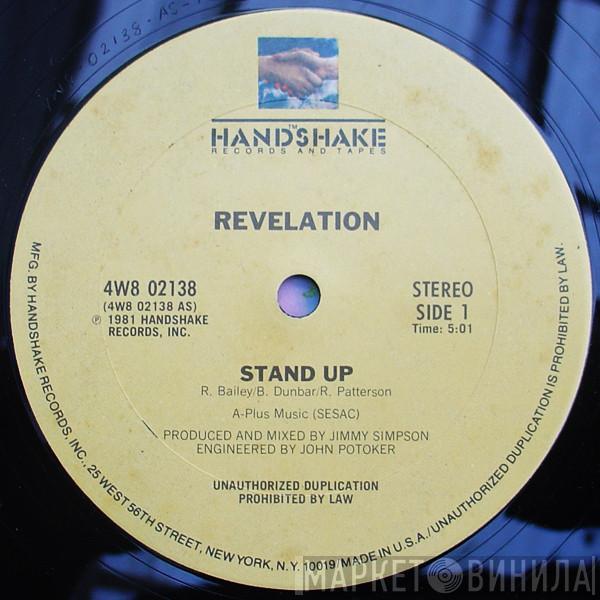 02138-AS-
TM
HANDSHAKE
RECORDS AND TAPES
REVELATION
4W8 02138
(4W8 02138 AS)
℗ 1981 HANDSHAKE
RECORDS, INC.
STEREO
SIDE 1
Time: 5:01
STAND UP
R. Bailey/B. Dunbar/R. Patterson
A-Plus Music (SESAC)
PRODUCED AND MIXED BY JIMMY SIMPSON
ENGINEERED BY JOHN POTOKER
UNAUTHORIZED DUPLICATION
PROHIBITED BY LAW
MFG. BY HANDSHAKE RECORDS, INC., 25 WEST 56TH STREET, NEW YORK, N.Y. 10019/MADE IN U.S.A./UNAUTHORIZED DUPLICATION IS PROHIBITED BY LAW.
МАРКЕТ ВИНИЛА